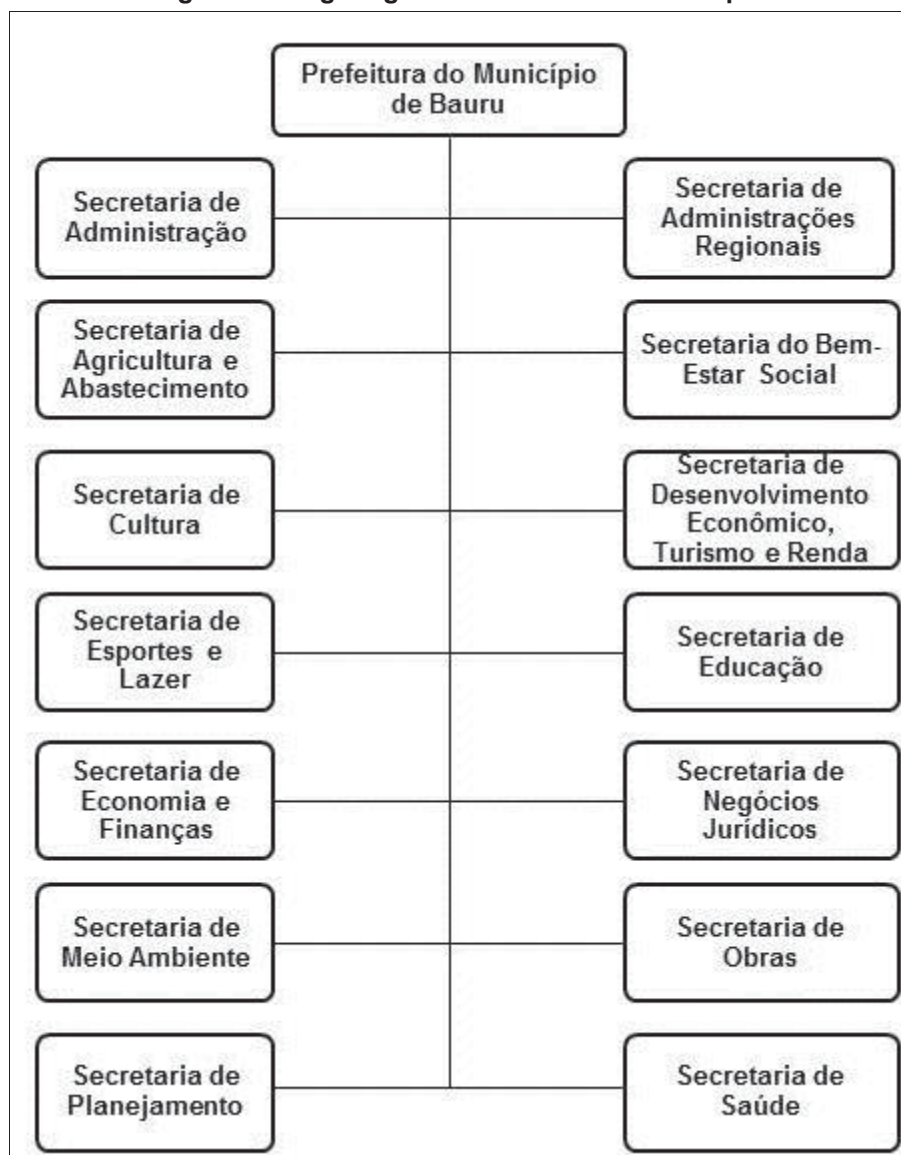 Prefeitura do Município
de Bauru
Secretaria de
Administração
Secretaria de
Administrações
Regionais
Secretaria de
Agricultura e
Abastecimento
Secretaria do Bem-
Estar Social
Secretaria de
Cultura
Secretaria de
Desenvolvimento
Econômico,
Turismo e Renda
Secretaria de
Esportes e
Lazer
Secretaria de
Educação
Secretaria de
Economia e
Finanças
Secretaria de
Negócios
Jurídicos
Secretaria de
Meio Ambiente
Secretaria de
Obras
Secretaria de
Planejamento
Secretaria de
Saúde